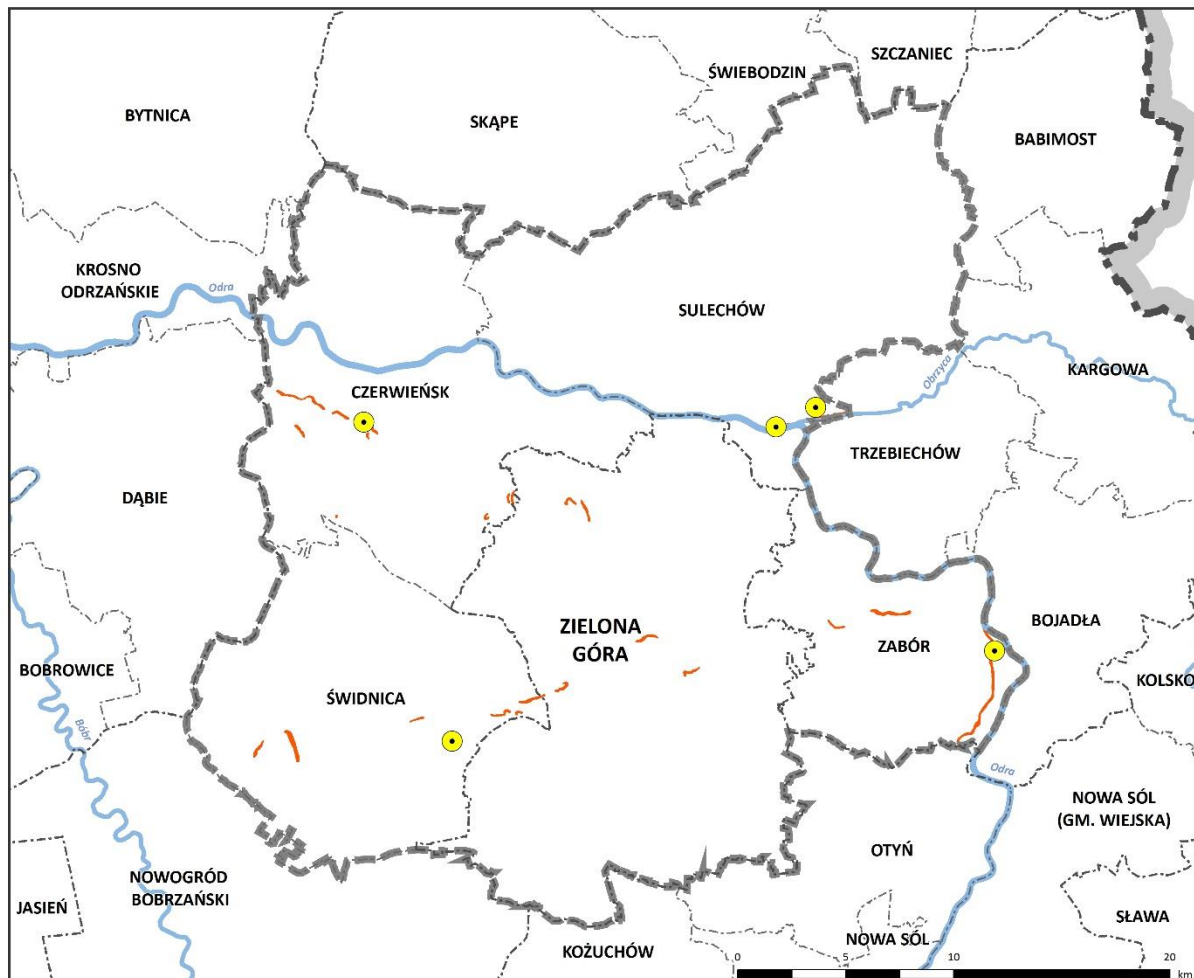 SZCZANIEC
ŚWIEBODZIN
BYTNICA
SKĄPE
BABIMOST
KROSNO
ODRZAŃSKIE
Odra
SULECHÓW
Obrzyca
KARGOWA
CZERWIEŃSK
TRZEBIECHÓW
DĄBIE
ZIELONA
GÓRA
BOJADŁA
ZABÓR
BOBROWICE
KOLSKO
ŚWIDNICA
Bóbr
Odra
NOWA SÓL
(GM. WIEJSKA)
OTYŃ
NOWOGRÓD
BOBRZAŃSKI
JASIEŃ
SŁAWA
KOŻUCHÓW
NOWA SÓL
0 5 10 20
km